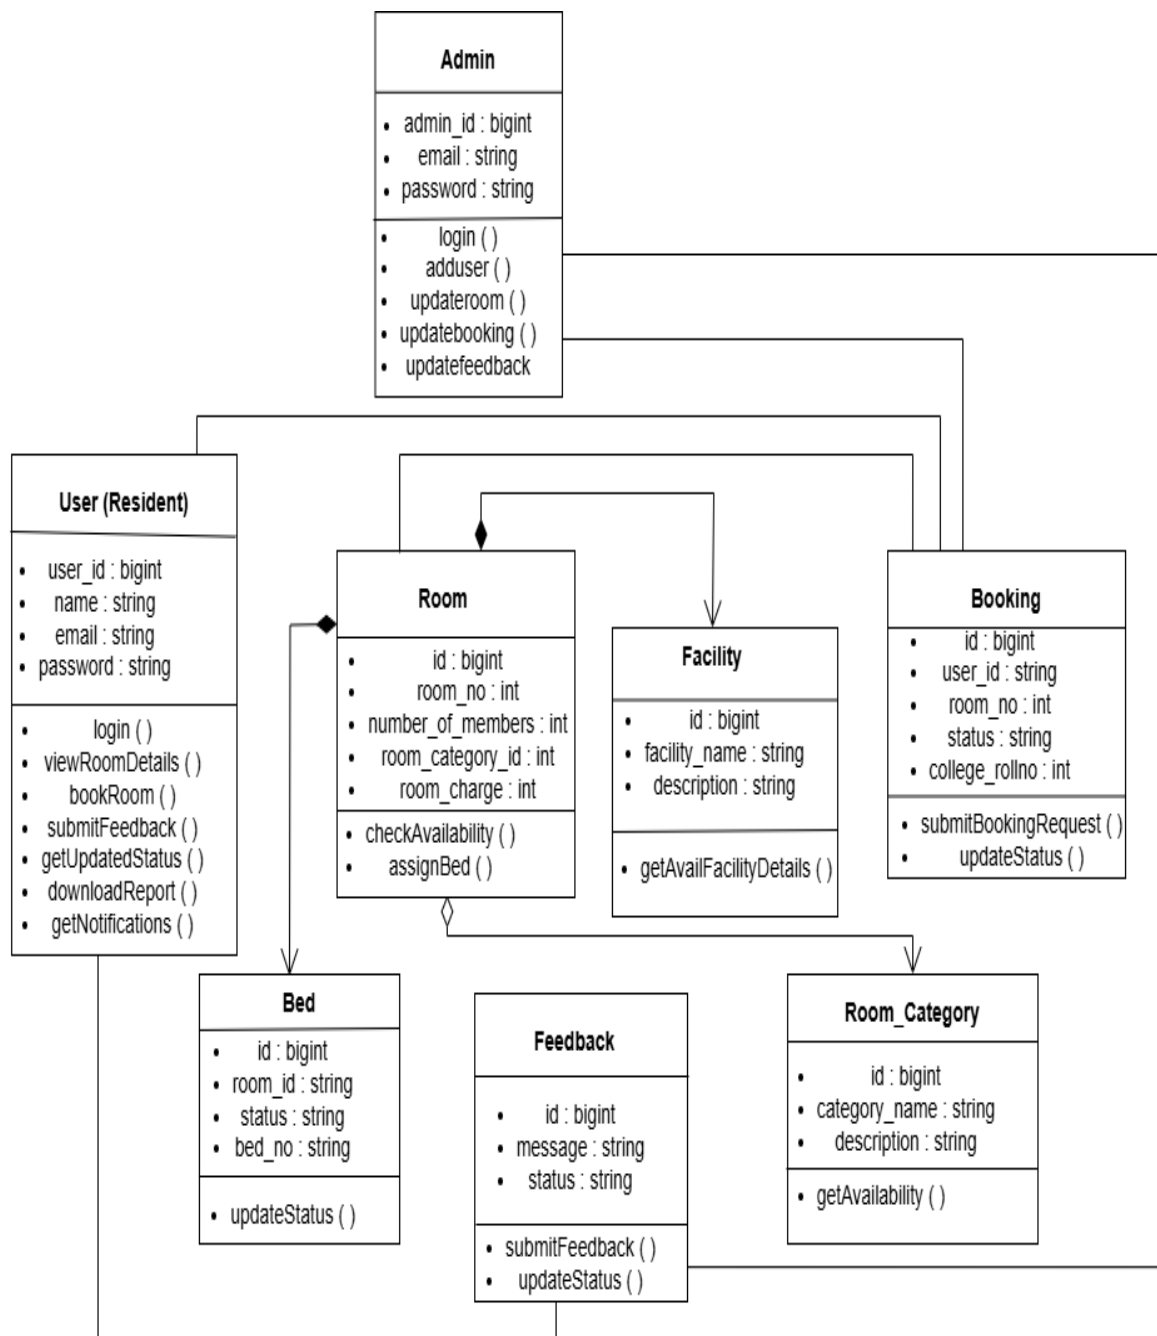 Admin
admin_id : bigint
email : string
password : string
login ( )
adduser ( )
updateroom ( )
updatebooking ( )
updatefeedback
User (Resident)
user_id : bigint
name : string
email : string
password : string
login ( )
viewRoomDetails ( )
bookRoom ( )
submitFeedback ( )
getUpdatedStatus ( )
downloadReport ( )
getNotifications ( )
Room
id : bigint
room_no : int
number_of_members : int
room_category_id : int
room_charge : int
checkAvailability ( )
assignBed ( )
Facility
id : bigint
facility_name : string
description : string
getAvailFacilityDetails ( )
Booking
id : bigint
user_id : string
room_no : int
status : string
college_rollno : int
submitBookingRequest ( )
updateStatus ( )
Bed
id : bigint
room_id : string
status : string
bed_no : string
updateStatus ( )
Feedback
id : bigint
message : string
status : string
submitFeedback ( )
updateStatus ( )
Room_Category
id : bigint
category_name : string
description : string
getAvailability ( )